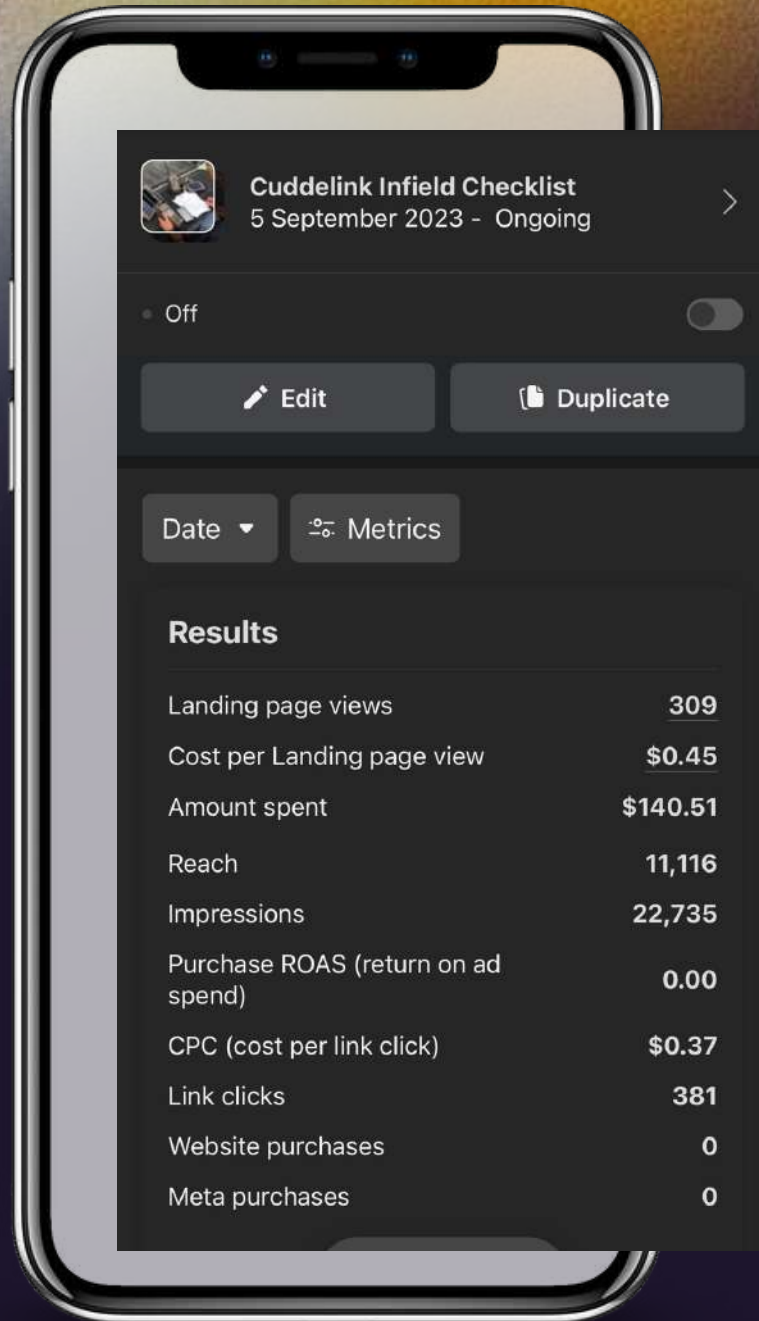 Cuddelink Infield Checklist
5 September 2023 - Ongoing
Off
Edit
Duplicate
Date
Metrics
Results
Landing page views 309
Cost per Landing page view $0.45
Amount spent $140.51
Reach 11,116
Impressions 22,735
Purchase ROAS (return on ad
spend) 0.00
CPC (cost per link click) $0.37
Link clicks 381
Website purchases 0
Meta purchases 0